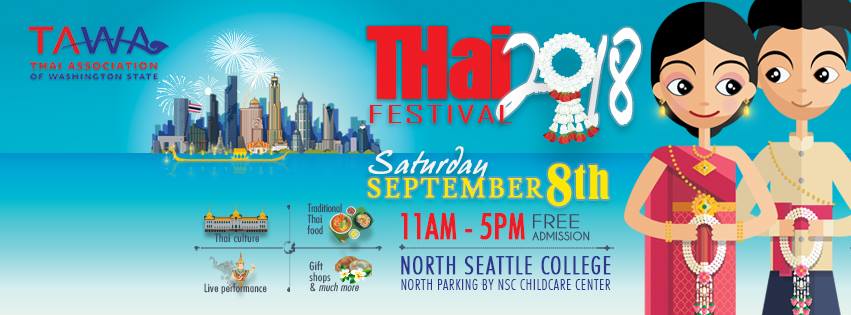 TAWA
THAI ASSOCIATION
OF WASHINGTON STATE
THai 2018
FESTIVAL
Saturday
SEPTEMBER 8th
11AM - 5PM FREE
ADMISSION
NORTH SEATTLE COLLEGE
NORTH PARKING BY NSC CHILDCARE CENTER
Thai culture
Traditional
Thai
food
Live performance
Gift
shops
& much more